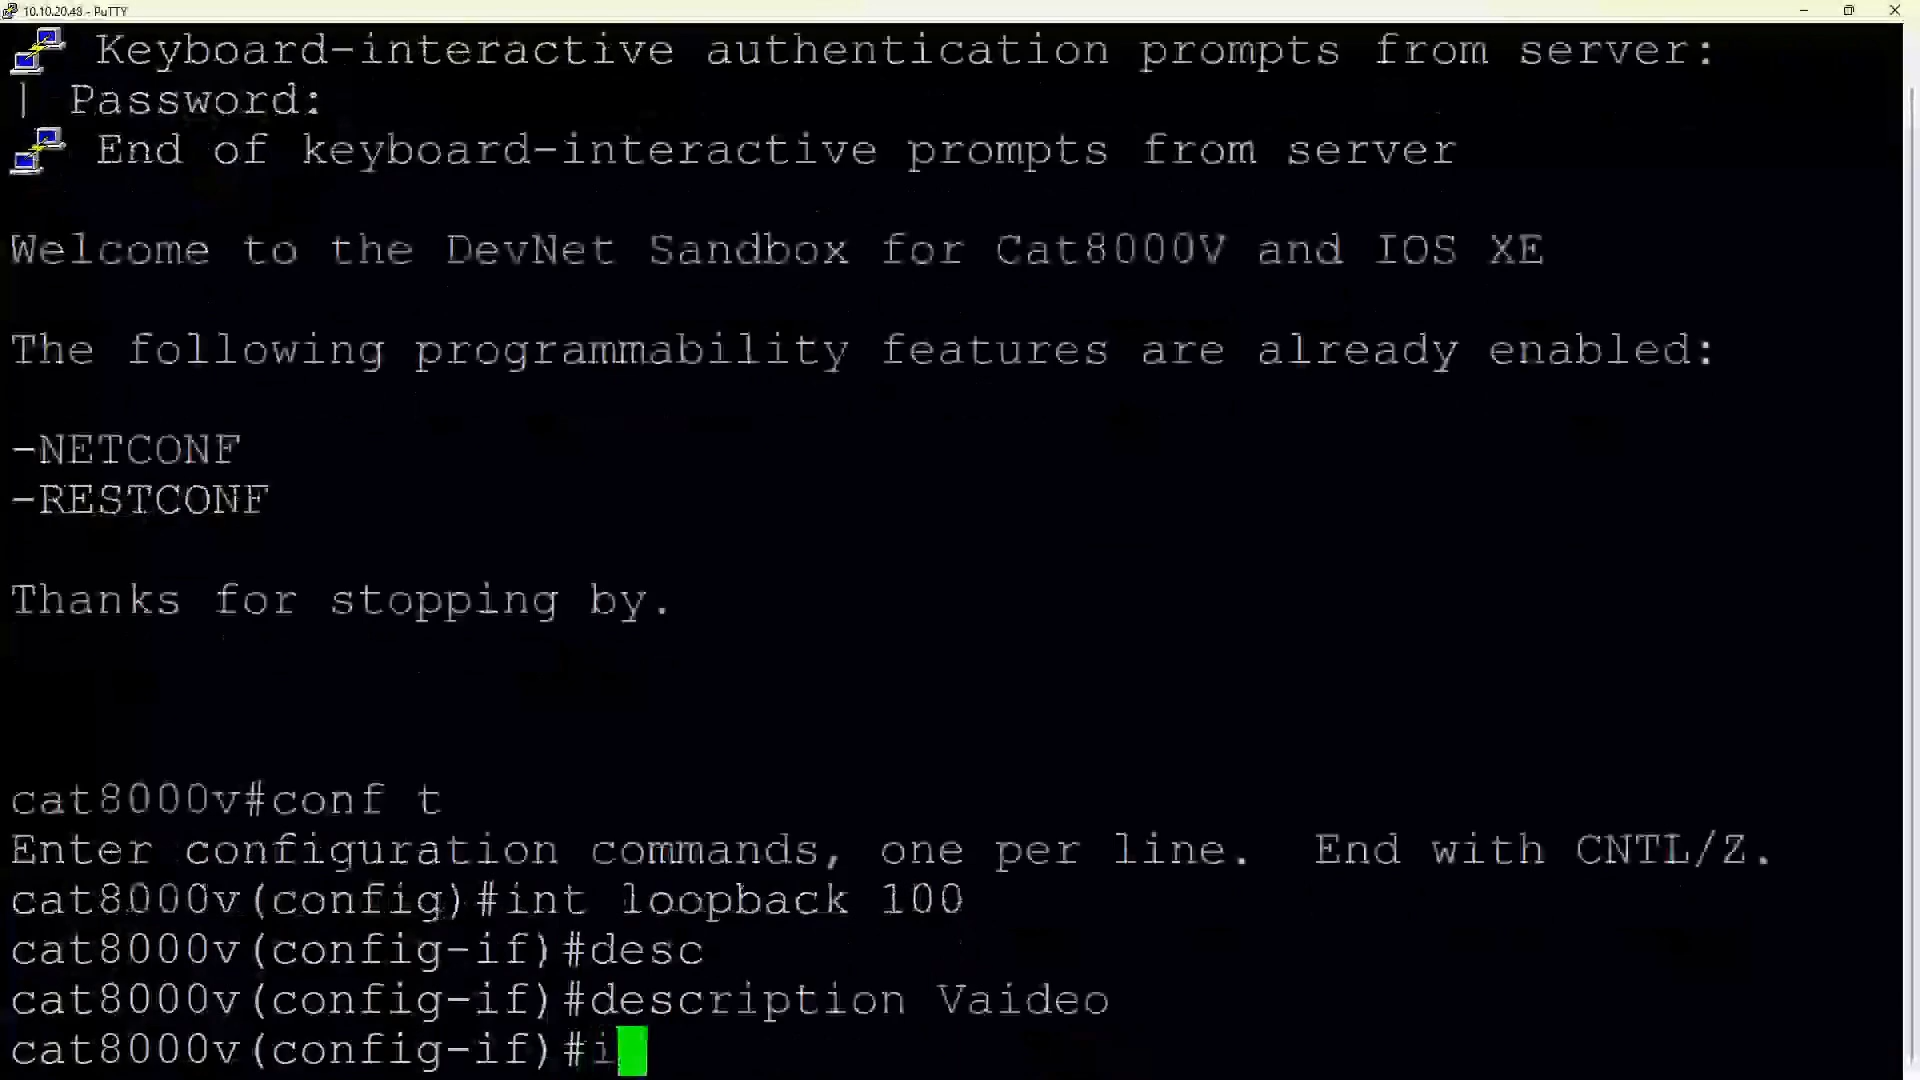 10.10.20.48 - PuTTY
Keyboard-interactive authentication prompts from server:
| Password:
End of keyboard-interactive prompts from server
Welcome to the DevNet Sandbox for Cat8000V and IOS XE
The following programmability features are already enabled:
-NETCONF
-RESTCONF
Thanks for stopping by.
cat8000v#conf t
Enter configuration commands, one per line.  End with CNTL/Z.
cat8000v(config)#int loopback 100
cat8000v(config-if)#desc
cat8000v(config-if)#description Vaideo
cat8000v(config-if)#i